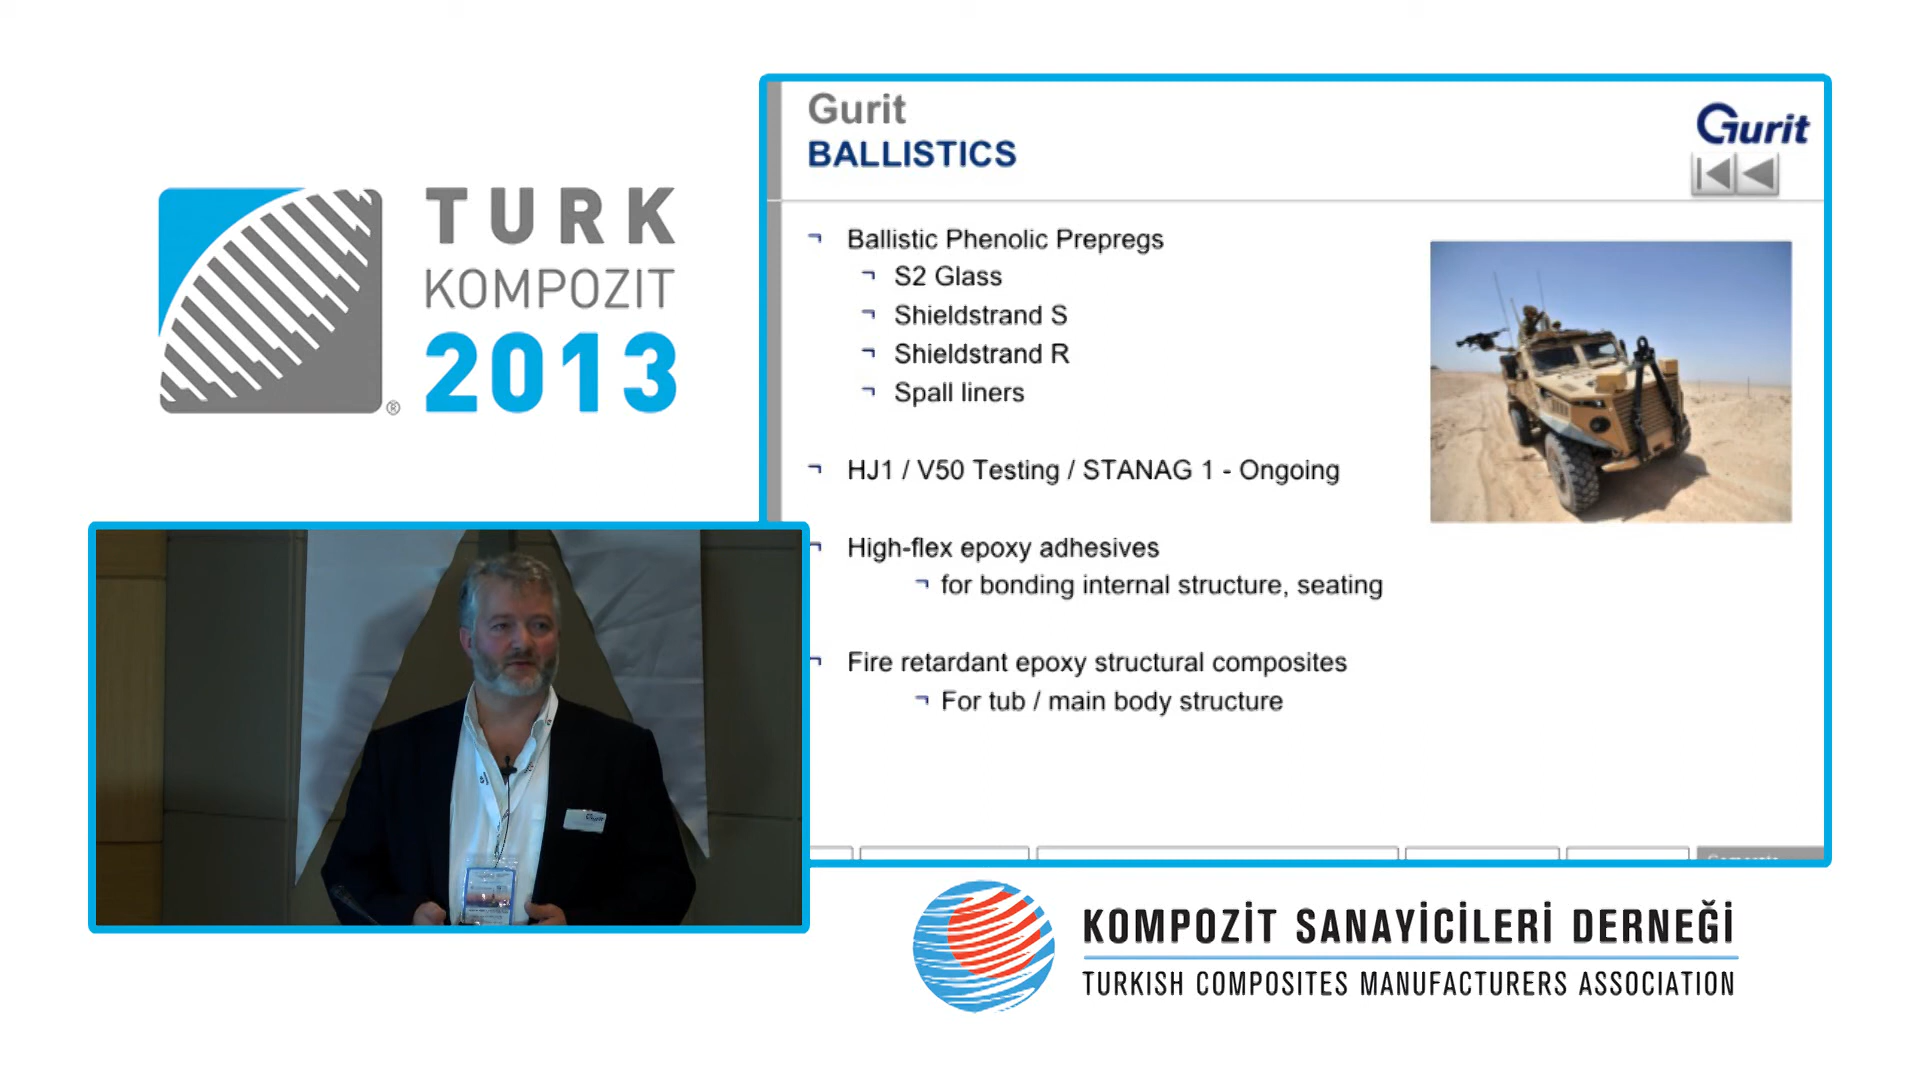 TURK
KOMPOZIT
2013
®
Gurit
BALLISTICS
Gurit
Ballistic Phenolic Prepregs
S2 Glass
Shieldstrand S
Shieldstrand R
Spall liners
HJ1 / V50 Testing / STANAG 1 - Ongoing
High-flex epoxy adhesives
for bonding internal structure, seating
Fire retardant epoxy structural composites
For tub / main body structure
Gurit
KOMPOZİT SANAYİCİLERİ DERNEĞİ
TURKISH COMPOSITES MANUFACTURERS ASSOCIATION